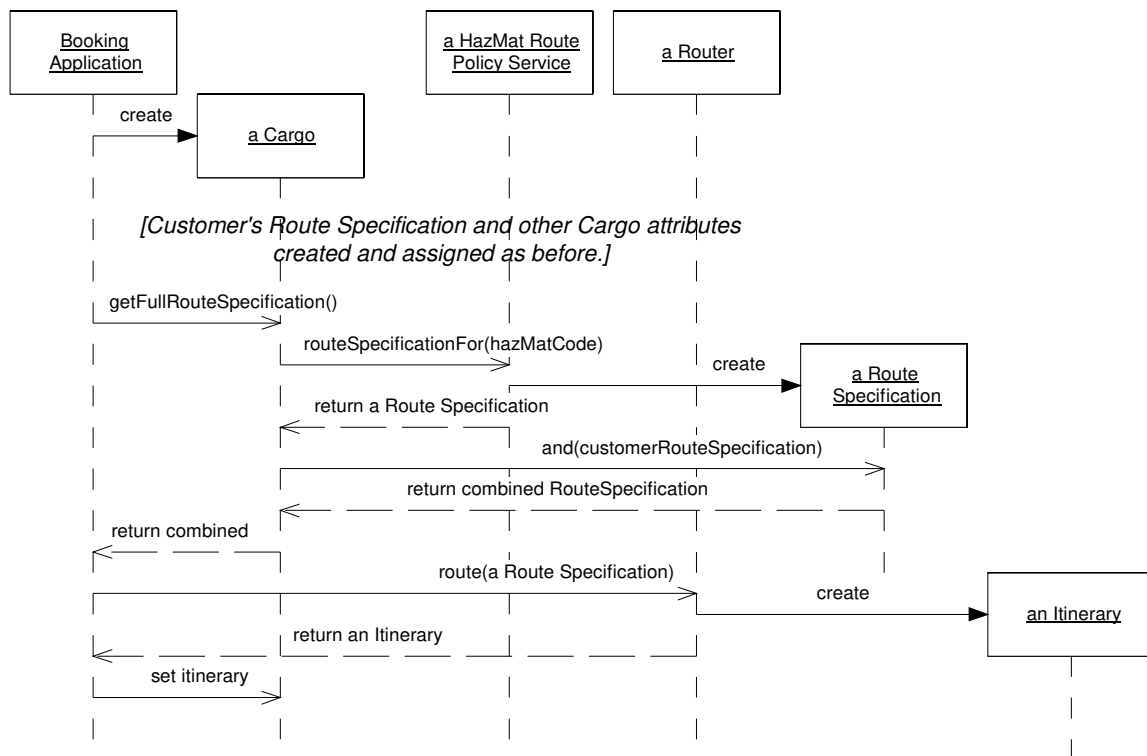 Booking
Application
a HazMat Route
Policy Service
a Router
create
a Cargo
[Customer's Route Specification and other Cargo attributes
created and assigned as before.]
getFullRouteSpecification()
routeSpecificationFor(hazMatCode)
create
a Route
Specification
return a Route Specification
and(customerRouteSpecification)
return combined RouteSpecification
return combined
route(a Route Specification)
create
an Itinerary
return an Itinerary
set itinerary